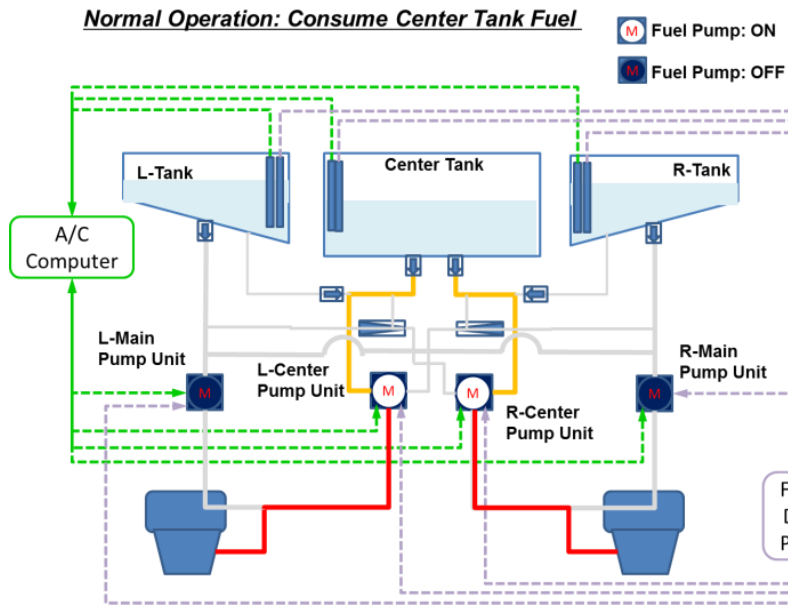 Normal Operation: Consume Center Tank Fuel
M Fuel Pump: ON
M Fuel Pump: OFF
L-Tank
Center Tank
R-Tank
A/C
Computer
L-Main
Pump Unit
L-Center
Pump Unit
R-Main
Pump Unit
M
M
M
M
R-Center
Pump Unit
F
D
P